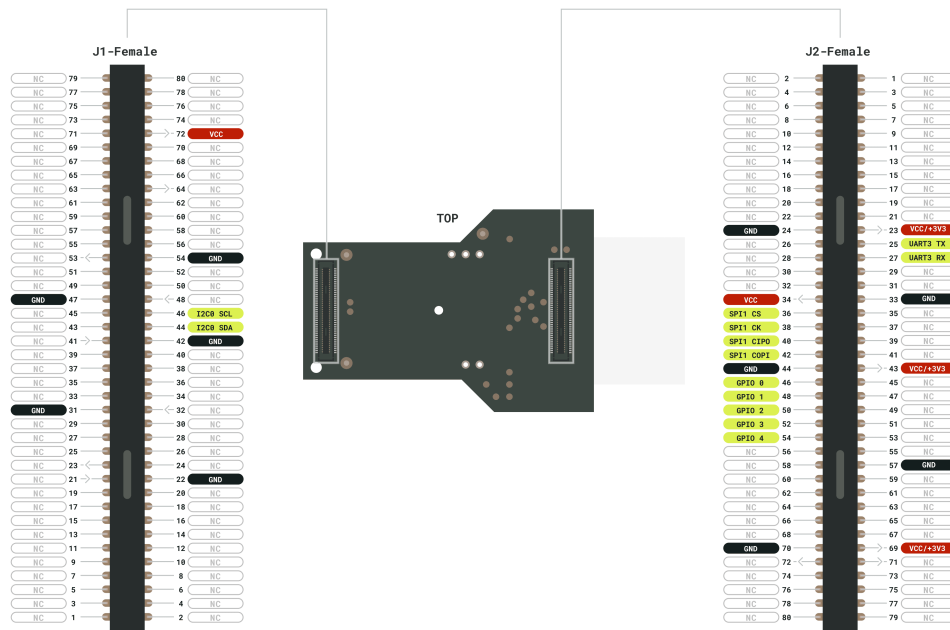 J1-Female
NC 79 80 NC
NC 77 78 NC
NC 75 76 NC
NC 73 74 NC
NC 71 72 VCC
NC 69 70 NC
NC 67 68 NC
NC 65 66 NC
NC 63 64 NC
NC 61 62 NC
NC 59 60 NC
NC 57 58 NC
NC 55 56 NC
NC 53 54 GND
NC 51 52 NC
NC 49 50 NC
GND 47 48 NC
NC 45 46 I2C0 SCL
NC 43 44 I2C0 SDA
NC 41 42 GND
NC 39 40 NC
NC 37 38 NC
NC 35 36 NC
NC 33 34 NC
GND 31 32 NC
NC 29 30 NC
NC 27 28 NC
NC 25 26 NC
NC 23 24 NC
NC 21 22 GND
NC 19 20 NC
NC 17 18 NC
NC 15 16 NC
NC 13 14 NC
NC 11 12 NC
NC 9 10 NC
NC 7 8 NC
NC 5 6 NC
NC 3 4 NC
NC 1 2 NC
TOP
J2-Female
NC 2 1 NC
NC 4 3 NC
NC 6 5 NC
NC 8 7 NC
NC 10 9 NC
NC 12 11 NC
NC 14 13 NC
NC 16 15 NC
NC 18 17 NC
NC 20 19 NC
NC 22 21 NC
GND 24 23 VCC/+3V3
NC 26 25 UART3 TX
NC 28 27 UART3 RX
NC 30 29 NC
NC 32 31 NC
VCC 34 33 GND
SPI1 CS 36 35 NC
SPI1 CK 38 37 NC
SPI1 CIPO 40 39 NC
SPI1 COPI 42 41 NC
GND 44 43 VCC/+3V3
GPIO 0 46 45 NC
GPIO 1 48 47 NC
GPIO 2 50 49 NC
GPIO 3 52 51 NC
GPIO 4 54 53 NC
NC 56 55 NC
NC 58 57 GND
NC 60 59 NC
NC 62 61 NC
NC 64 63 NC
NC 66 65 NC
NC 68 67 NC
GND 70 69 VCC/+3V3
NC 72 71 NC
NC 74 73 NC
NC 76 75 NC
NC 78 77 NC
NC 80 79 NC